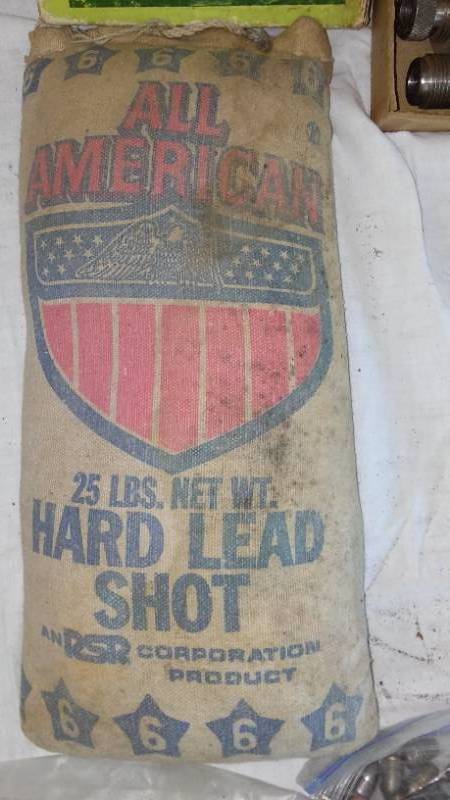 6 6 6 6 6
ALL
AMERICAN
25 LBS. NET WT.
HARD LEAD
SHOT
AN RSR CORPORATION
PRODUCT
6 6 6 6